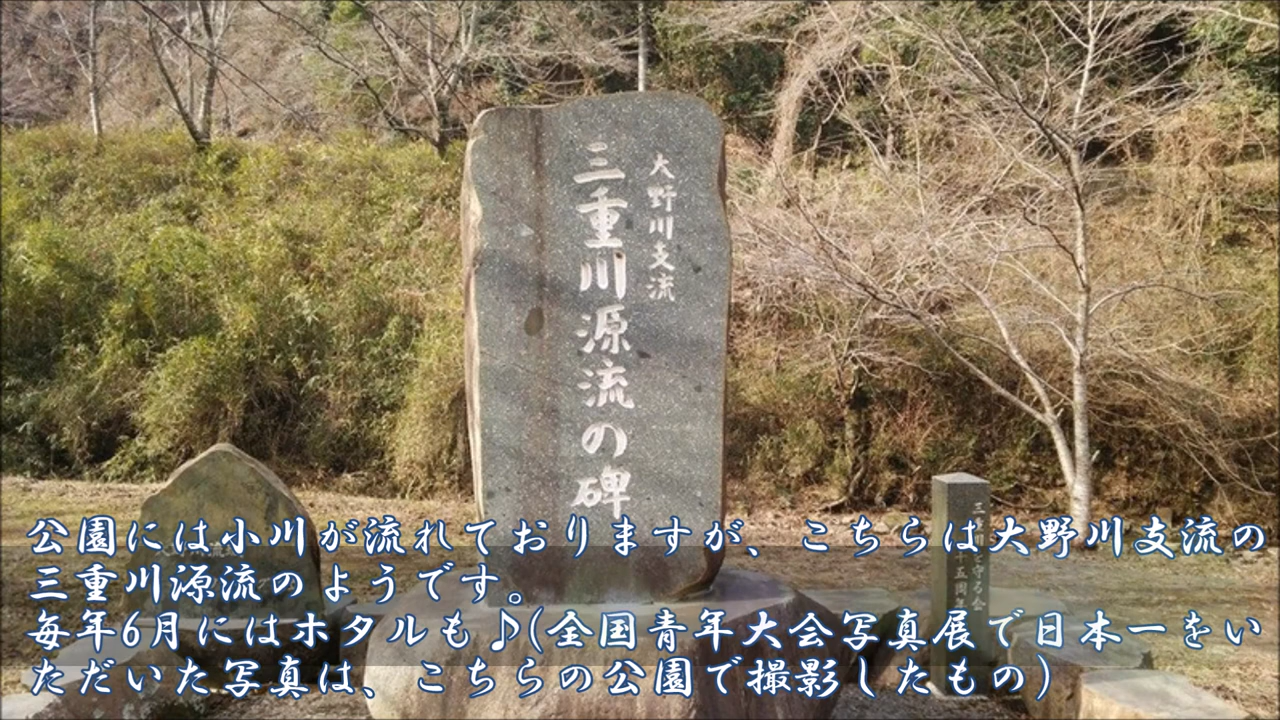 大野川支流
三重川源流の碑
公園には小川が流れておりますが、こちらは大野川支流の
三重川源流のようです。
毎年6月にはホタルも♪(全国青年大会写真展で日本一をい
ただいた写真は、こちらの公園で撮影したもの)